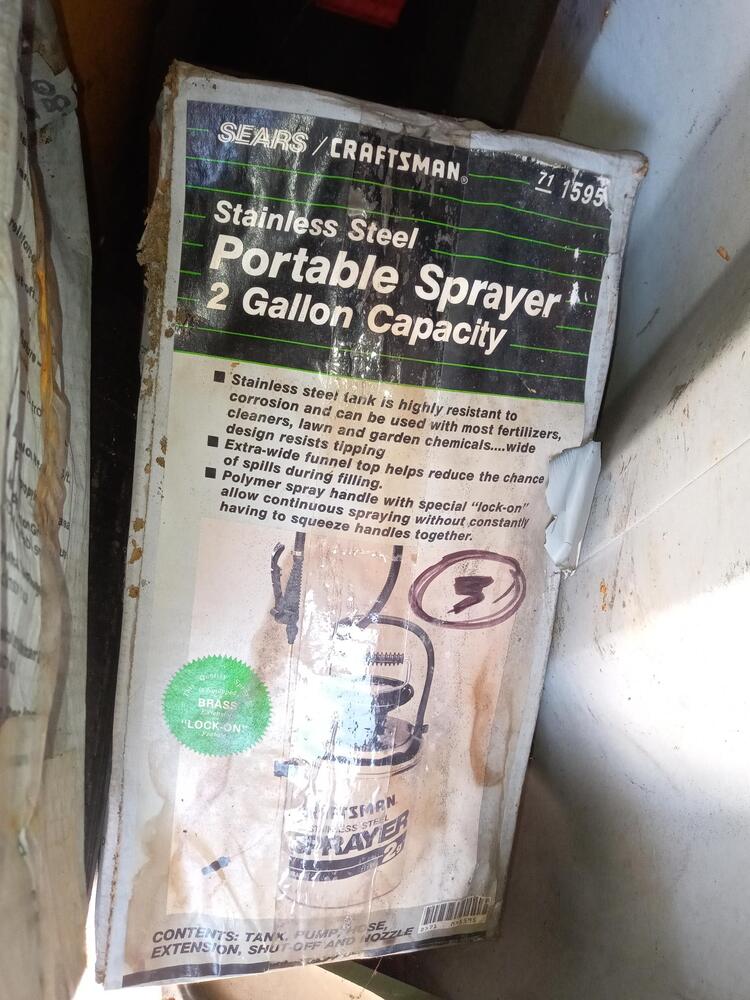 SEARS / CRAFTSMAN®
71 1595
Stainless Steel
Portable Sprayer
2 Gallon Capacity
■ Stainless steel tank is highly resistant to
corrosion and can be used with most fertilizers,
cleaners, lawn and garden chemicals....wide
design resists tipping
■ Extra-wide funnel top helps reduce the chance
of spills during filling.
■ Polymer spray handle with special "lock-on"
allow continuous spraying without constantly
having to squeeze handles together.
3
Quality
BRASS
"LOCK-ON"
CRAFTSMAN
STAINLESS STEEL
SPRAYER
2
CONTENTS: TANK, PUMP, HOSE,
EXTENSION, SHUT-OFF AND NOZZLE